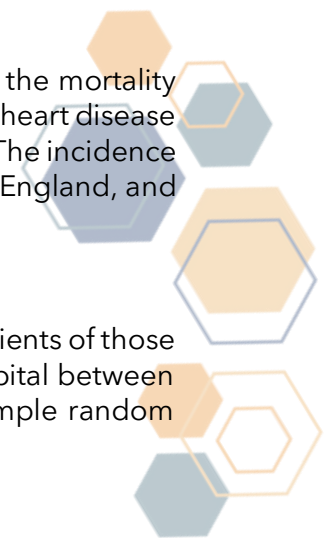 the mortality
heart disease
The incidence
England, and
ients of those
pital between
mple random